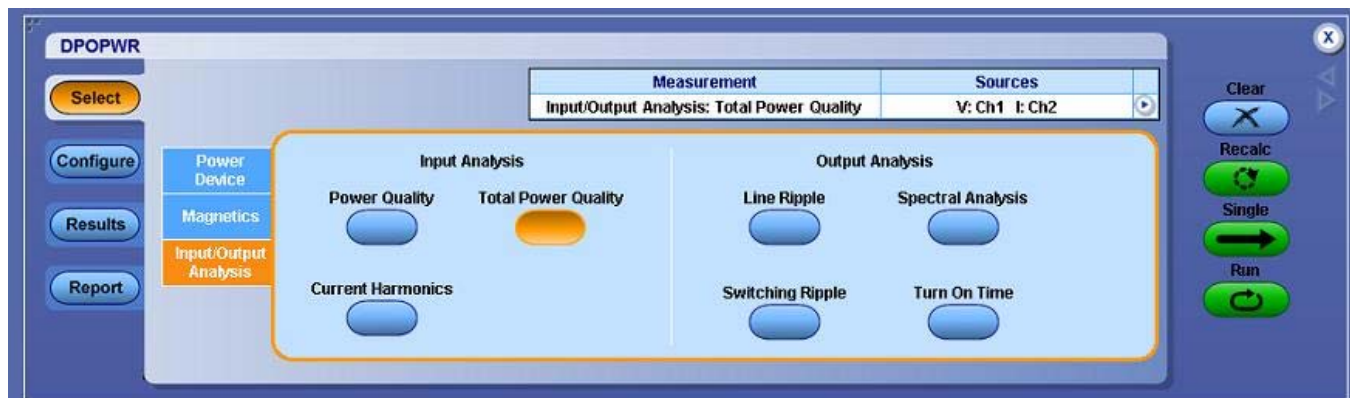 DPOPWR
X
Select
Configure
Results
Report
Measurement Sources
Input/Output Analysis: Total Power Quality V: Ch1 I: Ch2
Power
Device
Magnetics
Input/Output
Analysis
Input Analysis
Power Quality Total Power Quality
Current Harmonics
Output Analysis
Line Ripple Spectral Analysis
Switching Ripple Turn On Time
Clear
Recalc
Single
Run